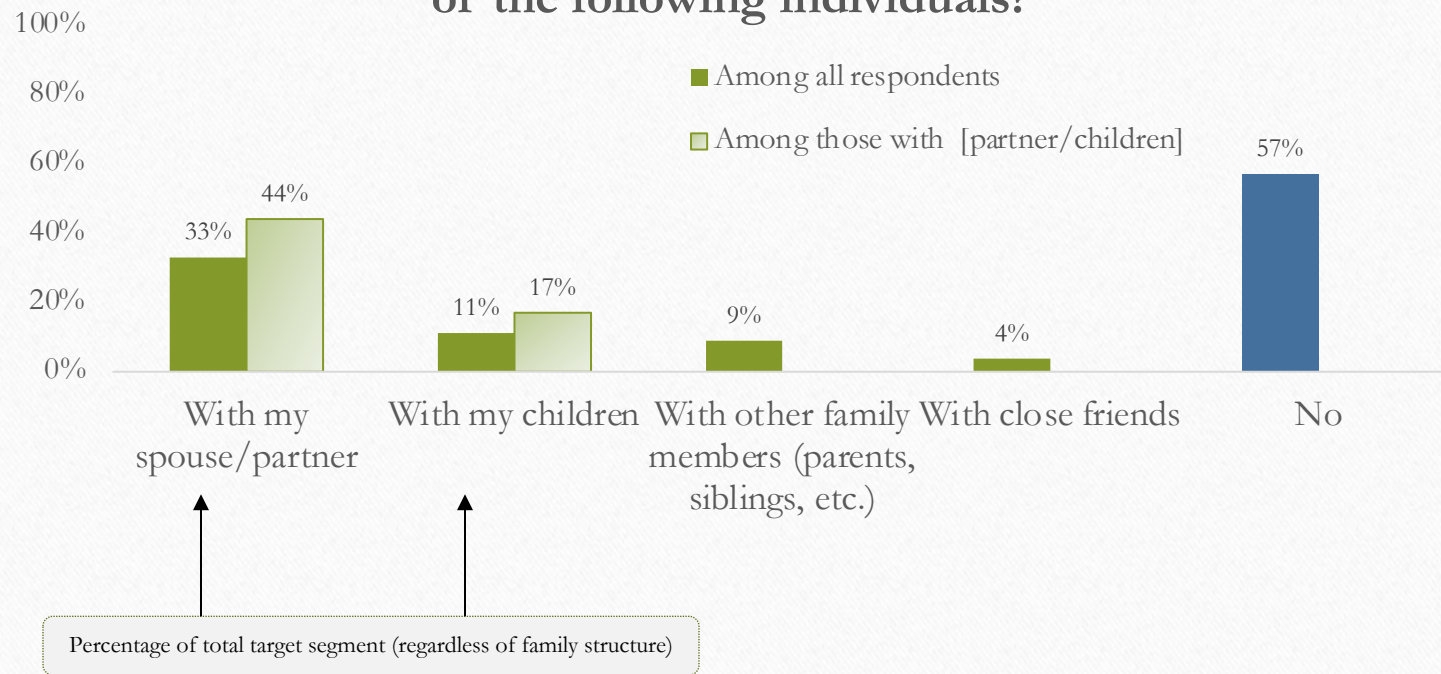 of the following individuals?
100%
80%
60%
40%
20%
0%
Among all respondents
Among those with [partner/children]
33%
44%
11%
17%
9%
4%
57%
With my
spouse/partner
With my children
With other family
members (parents,
siblings, etc.)
With close friends
No
Percentage of total target segment (regardless of family structure)